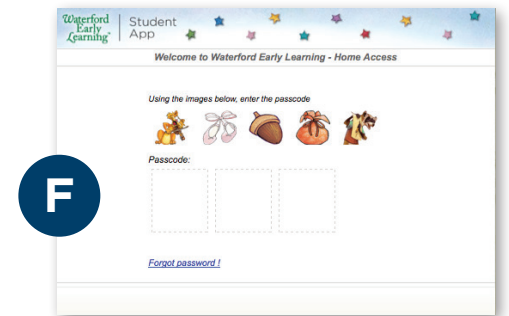 Waterford
Early
Learning
Student
App
Welcome to Waterford Early Learning - Home Access
Using the images below, enter the passcode
Passcode:
F
Forgot password !